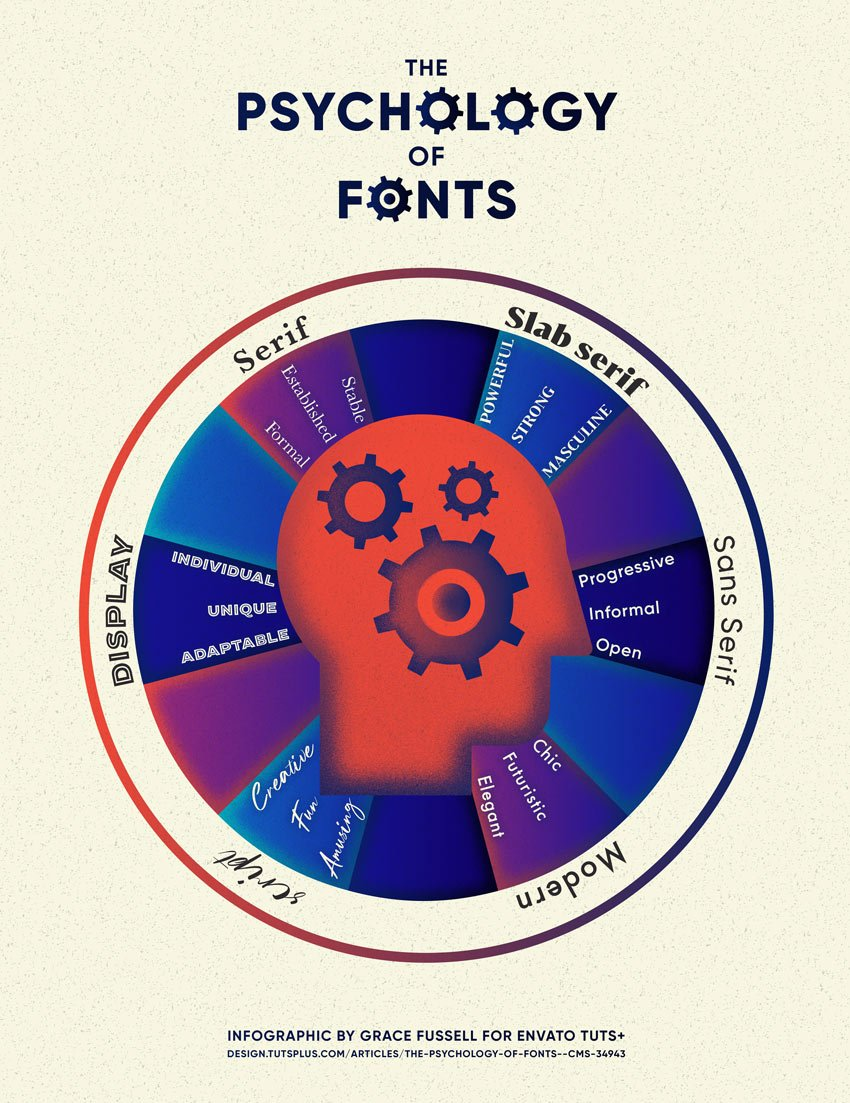 THE
PSYCHOLOGY
OF
FONTS
Serif
Formal
Established
Stable
Slab serif
POWERFUL
STRONG
MASCULINE
Sans Serif
Progressive
Informal
Open
Modern
Chic
Futuristic
Elegant
script
Creative
Fun
Amusing
DISPLAY
INDIVIDUAL
UNIQUE
ADAPTABLE
INFOGRAPHIC BY GRACE FUSSELL FOR ENVATO TUTS+
DESIGN.TUTSPLUS.COM/ARTICLES/THE-PSYCHOLOGY-OF-FONTS--CMS-34943